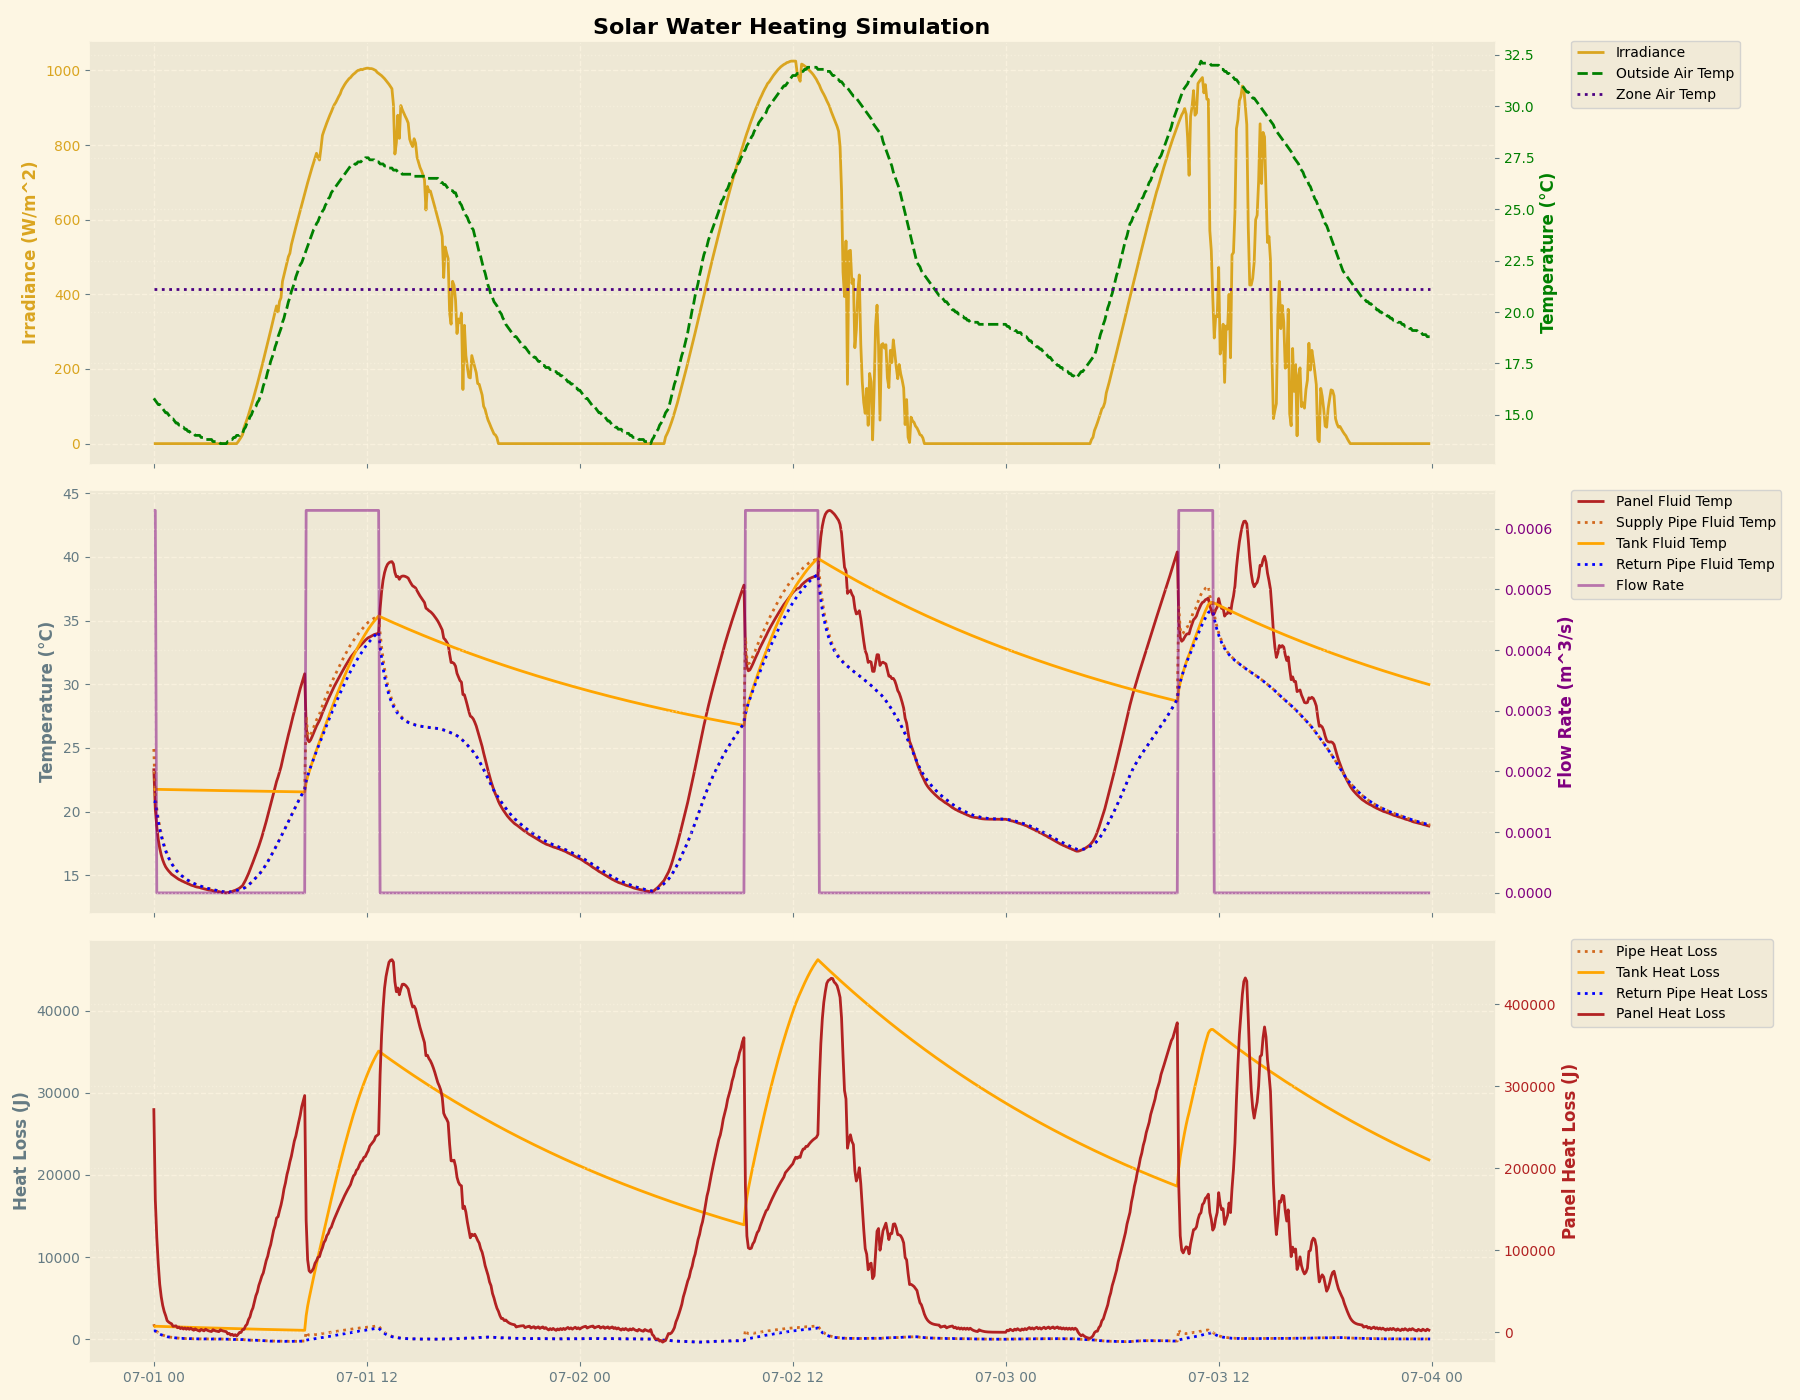 Solar Water Heating Simulation
Irradiance (W/m^2)
1000
800
600
400
200
0
32.5
30.0
27.5
25.0
22.5
20.0
17.5
15.0
Temperature (°C)
Irradiance
Outside Air Temp
Zone Air Temp
Temperature (°C)
45
40
35
30
25
20
15
0.0006
0.0005
0.0004
0.0003
0.0002
0.0001
0.0000
Flow Rate (m^3/s)
Panel Fluid Temp
Supply Pipe Fluid Temp
Tank Fluid Temp
Return Pipe Fluid Temp
Flow Rate
Heat Loss (J)
40000
30000
20000
10000
0
400000
300000
200000
100000
0
Panel Heat Loss (J)
Pipe Heat Loss
Tank Heat Loss
Return Pipe Heat Loss
Panel Heat Loss
07-01 00
07-01 12
07-02 00
07-02 12
07-03 00
07-03 12
07-04 00